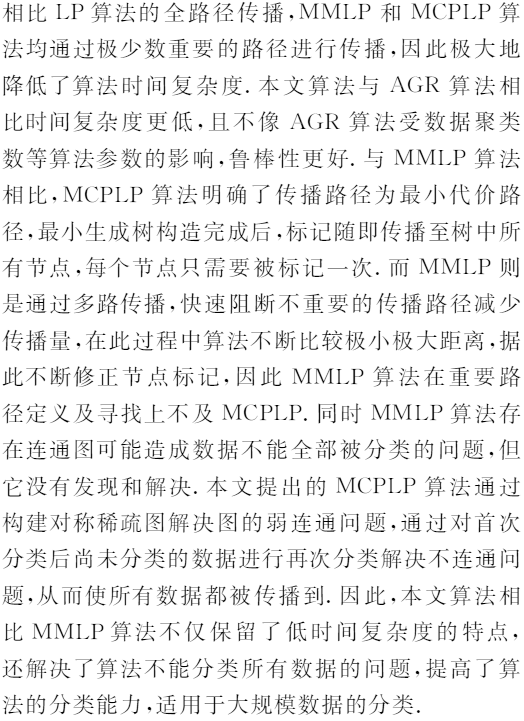 相比 LP 算法的全路径传播,MMLP 和 MCPLP 算
法均通过极少数重要的路径进行传播,因此极大地
降低了算法时间复杂度. 本文算法与 AGR 算法相
比时间复杂度更低,且不像 AGR 算法受数据聚类
数等算法参数的影响,鲁棒性更好. 与 MMLP 算法
相比,MCPLP 算法明确了传播路径为最小代价路
径,最小生成树构造完成后,标记随即传播至树中所
有节点,每个节点只需要被标记一次. 而 MMLP 则
是通过多路传播,快速阻断不重要的传播路径减少
传播量,在此过程中算法不断比较极小极大距离,据
此不断修正节点标记,因此 MMLP 算法在重要路
径定义及寻找上不及 MCPLP. 同时 MMLP 算法存
在连通图可能造成数据不能全部被分类的问题,但
它没有发现和解决. 本文提出的 MCPLP 算法通过
构建对称稀疏图解决图的弱连通问题,通过对首次
分类后尚未分类的数据进行再次分类解决不连通问
题,从而使所有数据都被传播到. 因此,本文算法相
比 MMLP 算法不仅保留了低时间复杂度的特点,
还解决了算法不能分类所有数据的问题,提高了算
法的分类能力,适用于大规模数据的分类.